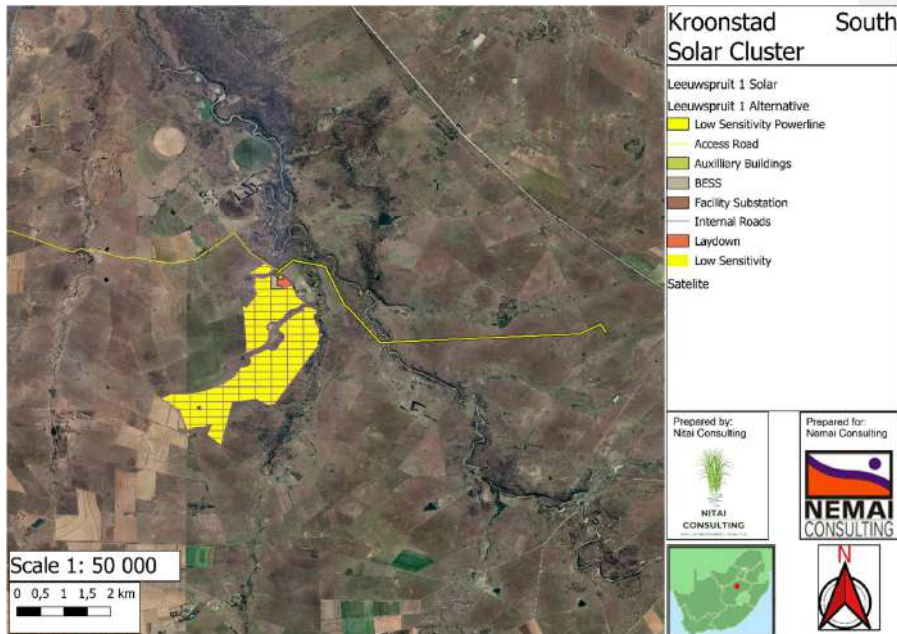 Kroonstad South
Solar Cluster
Leeuwspruit 1 Solar
Leeuwspruit 1 Alternative
Low Sensitivity Powerline
Access Road
Auxilliary Buildings
BESS
Facility Substation
Internal Roads
Laydown
Low Sensitivity
Satelite
Prepared by:
Nitai Consulting
NITAI
CONSULTING
Prepared for:
Nemai Consulting
NEMAI
CONSULTING
N
Scale 1: 50 000
0 0,5 1 1,5 2 km